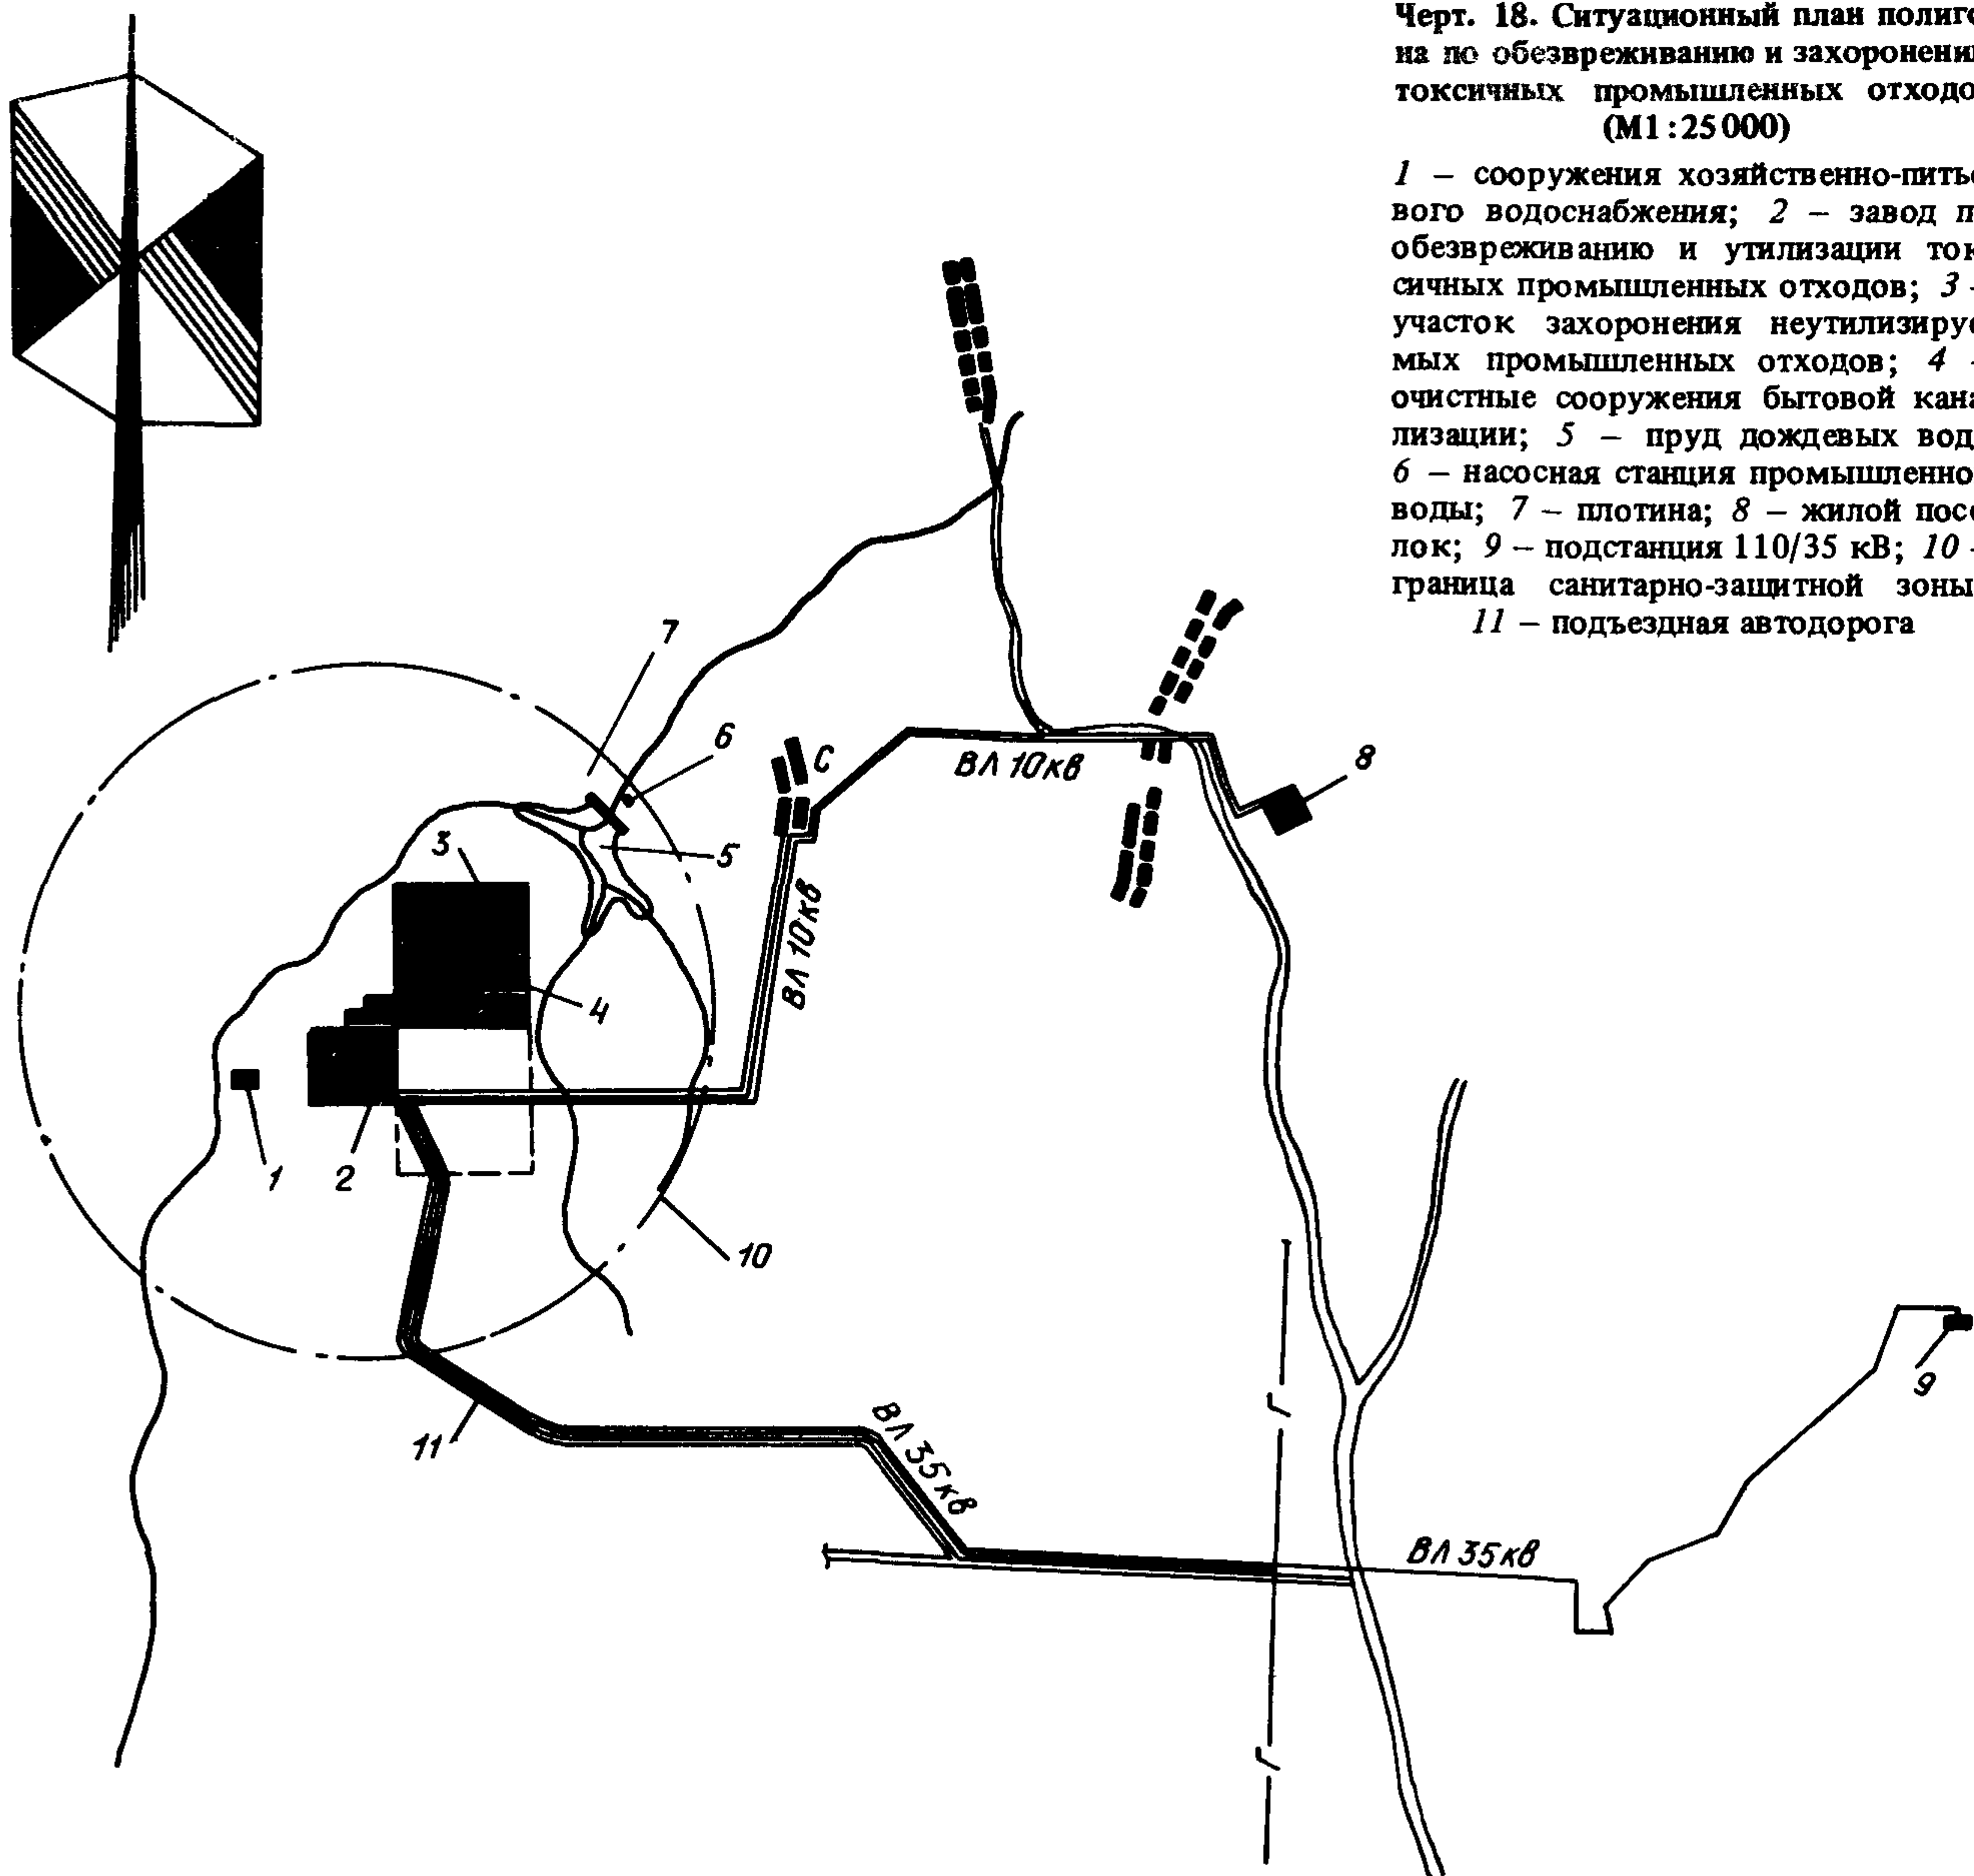 Черт. 18. Ситуационный план полиго
на по обезвреживанию и захоронени
токсичных промышленных отходо
(М1:25 000)
1 – сооружения хозяйственно-питье
вого водоснабжения; 2 – завод п
обезвреживанию и утилизации ток
сичных промышленных отходов; 3 -
участок захоронения неутилизируе
мых промышленных отходов; 4 -
очистные сооружения бытовой кана
лизации; 5 – пруд дождевых вод
6 – насосная станция промышленно
воды; 7 – плотина; 8 – жилой посе
лок; 9 – подстанция 110/35 кВ; 10 -
граница санитарно-защитной зоны
11 – подъездная автодорога
7
6
С
ВЛ 10кв
8
3
5
ВЛ 10кв
4
1
2
10
9
11
ВЛ 35кв
ВЛ 35кв
Г
Г